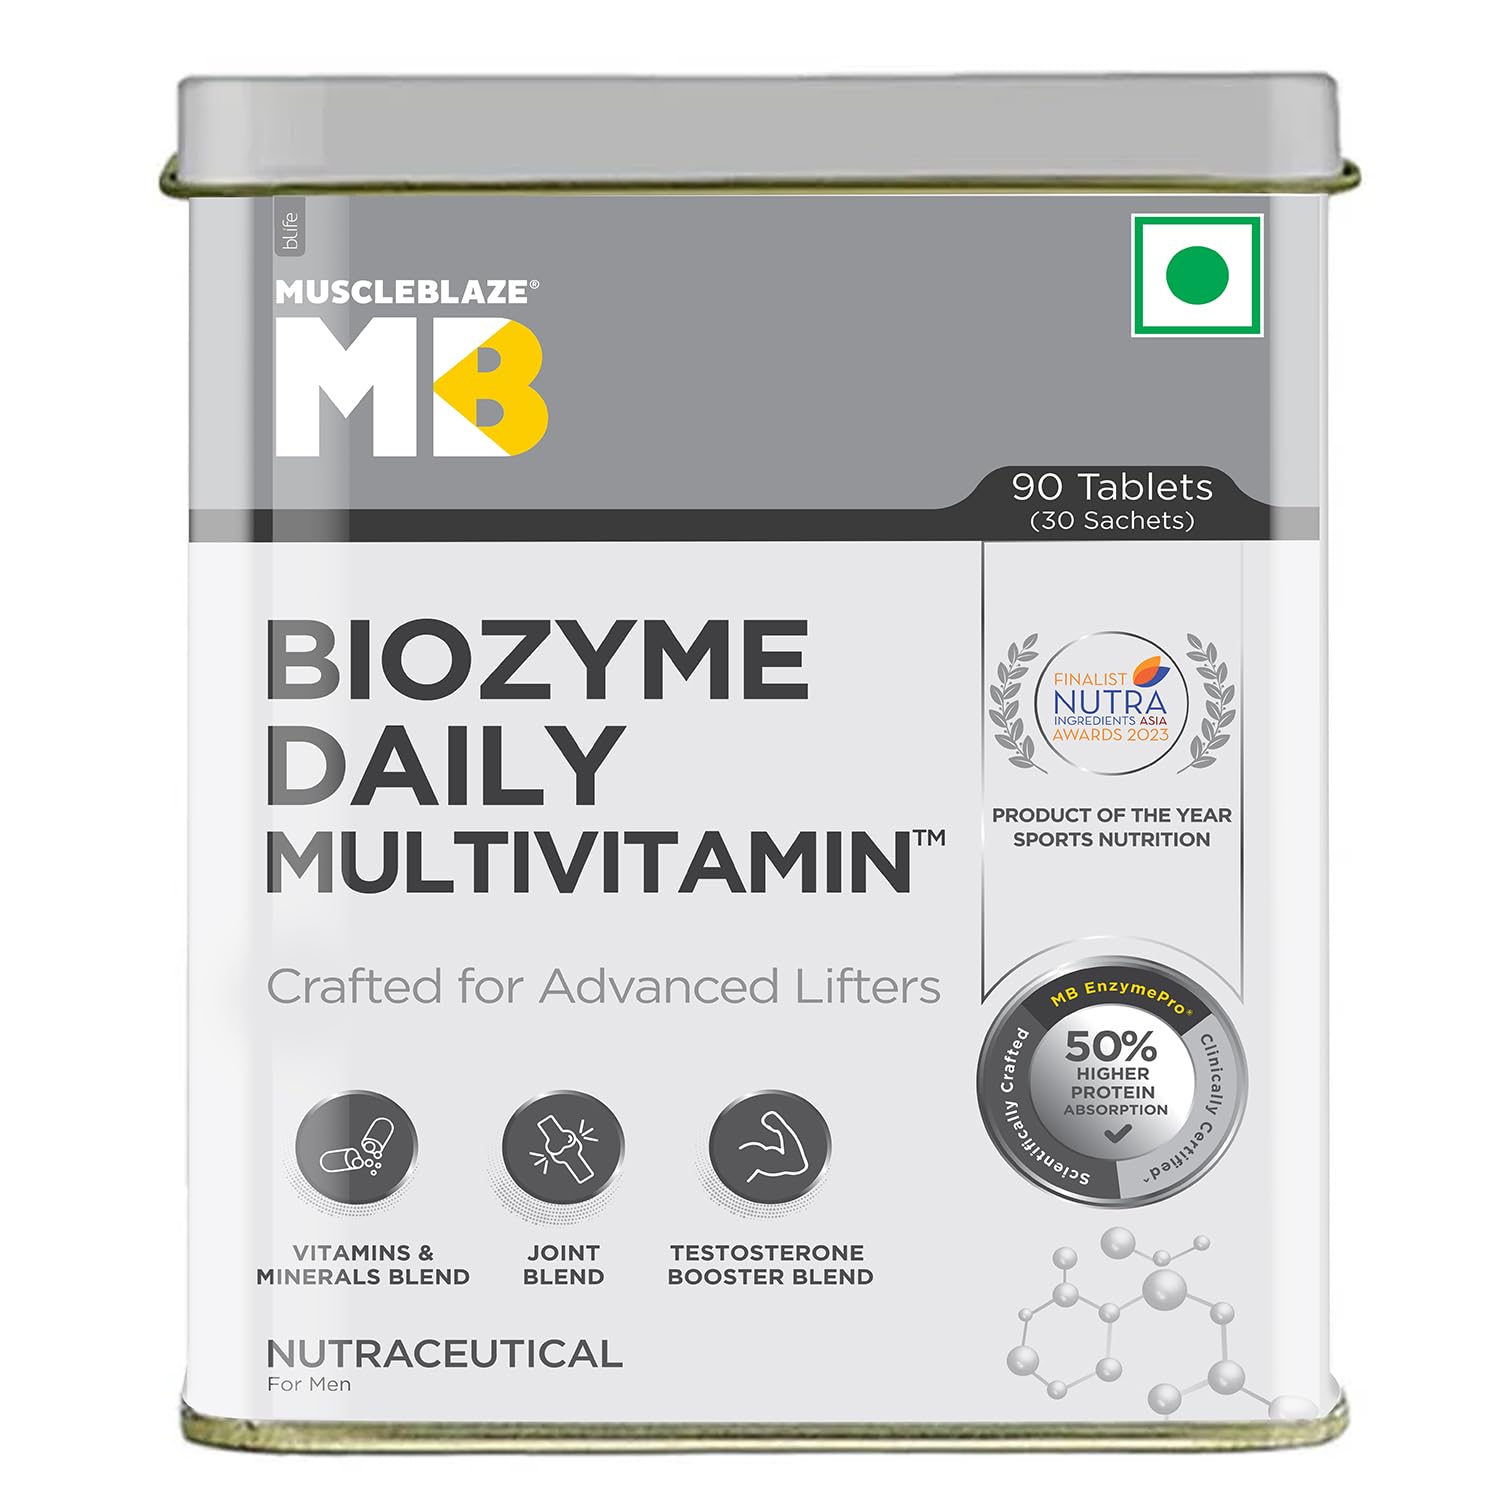 bLife
MUSCLEBLAZE®
MB
90 Tablets
(30 Sachets)
BIOZYME
DAILY
MULTIVITAMIN™
Crafted for Advanced Lifters
FINALIST
NUTRA
INGREDIENTS ASIA
AWARDS 2023
PRODUCT OF THE YEAR
SPORTS NUTRITION
MB EnzymePro®
Scientifically Crafted
Clinically Certified^
50%
HIGHER
PROTEIN
ABSORPTION
VITAMINS &
MINERALS BLEND
JOINT
BLEND
TESTOSTERONE
BOOSTER BLEND
NUTRACEUTICAL
For Men